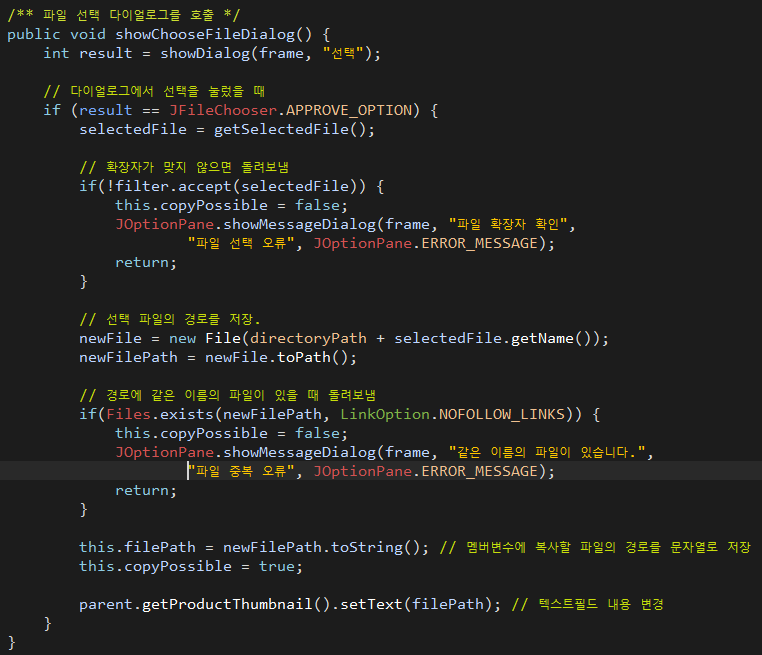 /** 파일 선택 다이얼로그를 호출 */
public void showChooseFileDialog() {
    int result = showDialog(frame, "선택");

    // 다이얼로그에서 선택을 눌렀을 때
    if (result == JFileChooser.APPROVE_OPTION) {
        selectedFile = getSelectedFile();

        // 확장자가 맞지 않으면 돌려보냄
        if(!filter.accept(selectedFile)) {
            this.copyPossible = false;
            JOptionPane.showMessageDialog(frame, "파일 확장자 확인",
                    "파일 선택 오류", JOptionPane.ERROR_MESSAGE);
            return;
        }

        // 선택 파일의 경로를 저장.
        newFile = new File(directoryPath + selectedFile.getName());
        newFilePath = newFile.toPath();

        // 경로에 같은 이름의 파일이 있을 때 돌려보냄
        if(Files.exists(newFilePath, LinkOption.NOFOLLOW_LINKS)) {
            this.copyPossible = false;
            JOptionPane.showMessageDialog(frame, "같은 이름의 파일이 있습니다.",
                    "파일 중복 오류", JOptionPane.ERROR_MESSAGE);
            return;
        }

        this.filePath = newFilePath.toString(); // 멤버변수에 복사할 파일의 경로를 문자열로 저장
        this.copyPossible = true;

        parent.getProductThumbnail().setText(filePath); // 텍스트필드 내용 변경
    }
}